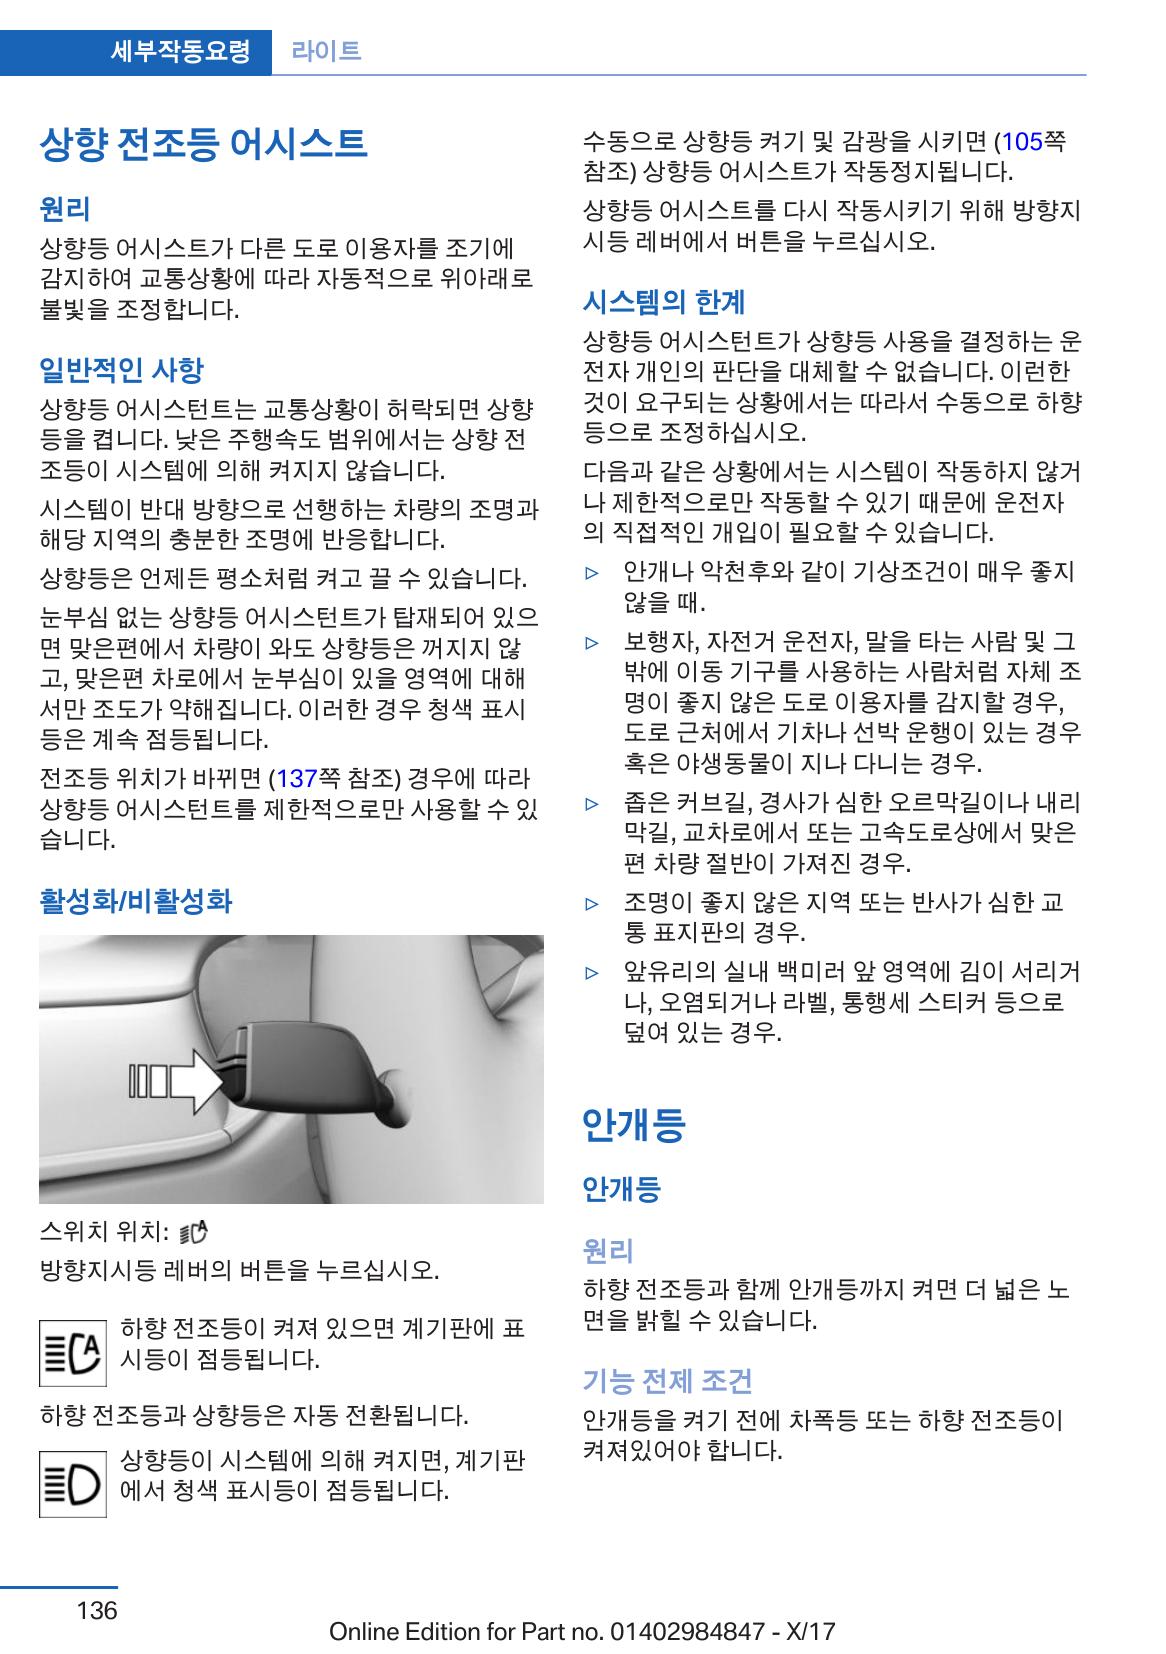 세부작동요령 라이트
상향 전조등 어시스트
원리
상향등 어시스트가 다른 도로 이용자를 조기에
감지하여 교통상황에 따라 자동적으로 위아래로
불빛을 조정합니다.
일반적인 사항
상향등 어시스턴트는 교통상황이 허락되면 상향
등을 켭니다. 낮은 주행속도 범위에서는 상향 전
조등이 시스템에 의해 켜지지 않습니다.
시스템이 반대 방향으로 선행하는 차량의 조명과
해당 지역의 충분한 조명에 반응합니다.
상향등은 언제든 평소처럼 켜고 끌 수 있습니다.
눈부심 없는 상향등 어시스턴트가 탑재되어 있으
면 맞은편에서 차량이 와도 상향등은 꺼지지 않
고, 맞은편 차로에서 눈부심이 있을 영역에 대해
서만 조도가 약해집니다. 이러한 경우 청색 표시
등은 계속 점등됩니다.
전조등 위치가 바뀌면 (137쪽 참조) 경우에 따라
상향등 어시스턴트를 제한적으로만 사용할 수 있
습니다.
활성화/비활성화
스위치 위치:
방향지시등 레버의 버튼을 누르십시오.
하향 전조등이 켜져 있으면 계기판에 표
시등이 점등됩니다.
하향 전조등과 상향등은 자동 전환됩니다.
상향등이 시스템에 의해 켜지면, 계기판
에서 청색 표시등이 점등됩니다.
수동으로 상향등 켜기 및 감광을 시키면 (105쪽
참조) 상향등 어시스트가 작동정지됩니다.
상향등 어시스트를 다시 작동시키기 위해 방향지
시등 레버에서 버튼을 누르십시오.
시스템의 한계
상향등 어시스턴트가 상향등 사용을 결정하는 운
전자 개인의 판단을 대체할 수 없습니다. 이런한
것이 요구되는 상황에서는 따라서 수동으로 하향
등으로 조정하십시오.
다음과 같은 상황에서는 시스템이 작동하지 않거
나 제한적으로만 작동할 수 있기 때문에 운전자
의 직접적인 개입이 필요할 수 있습니다.
▷ 안개나 악천후와 같이 기상조건이 매우 좋지
않을 때.
▷ 보행자, 자전거 운전자, 말을 타는 사람 및 그
밖에 이동 기구를 사용하는 사람처럼 자체 조
명이 좋지 않은 도로 이용자를 감지할 경우,
도로 근처에서 기차나 선박 운행이 있는 경우
혹은 야생동물이 지나 다니는 경우.
▷ 좁은 커브길, 경사가 심한 오르막길이나 내리
막길, 교차로에서 또는 고속도로상에서 맞은
편 차량 절반이 가져진 경우.
▷ 조명이 좋지 않은 지역 또는 반사가 심한 교
통 표지판의 경우.
▷ 앞유리의 실내 백미러 앞 영역에 김이 서리거
나, 오염되거나 라벨, 통행세 스티커 등으로
덮여 있는 경우.
안개등
안개등
원리
하향 전조등과 함께 안개등까지 켜면 더 넓은 노
면을 밝힐 수 있습니다.
기능 전제 조건
안개등을 켜기 전에 차폭등 또는 하향 전조등이
켜져있어야 합니다.
136
Online Edition for Part no. 01402984847 - X/17